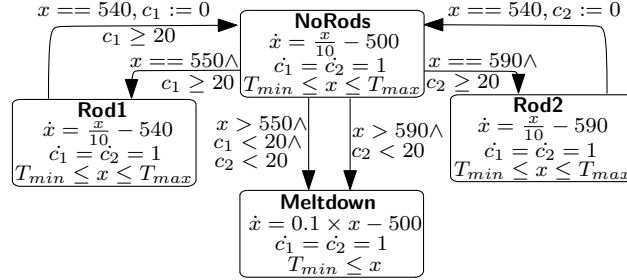 x == 540, c₁ := 0
c₁ ≥ 20
NoRods
ẋ = x/10 − 500
ċ₁ = ċ₂ = 1
Tₘᵢₙ ≤ x ≤ Tₘₐₓ
x == 540, c₂ := 0
x == 550∧
c₁ ≥ 20
x == 590∧
c₂ ≥ 20
Rod1
ẋ = x/10 − 540
ċ₁ = ċ₂ = 1
Tₘᵢₙ ≤ x ≤ Tₘₐₓ
x > 550∧
c₁ < 20∧
c₂ < 20
x > 590∧
c₂ < 20
Rod2
ẋ = x/10 − 590
ċ₁ = ċ₂ = 1
Tₘᵢₙ ≤ x ≤ Tₘₐₓ
Meltdown
ẋ = 0.1 × x − 500
ċ₁ = ċ₂ = 1
Tₘᵢₙ ≤ x